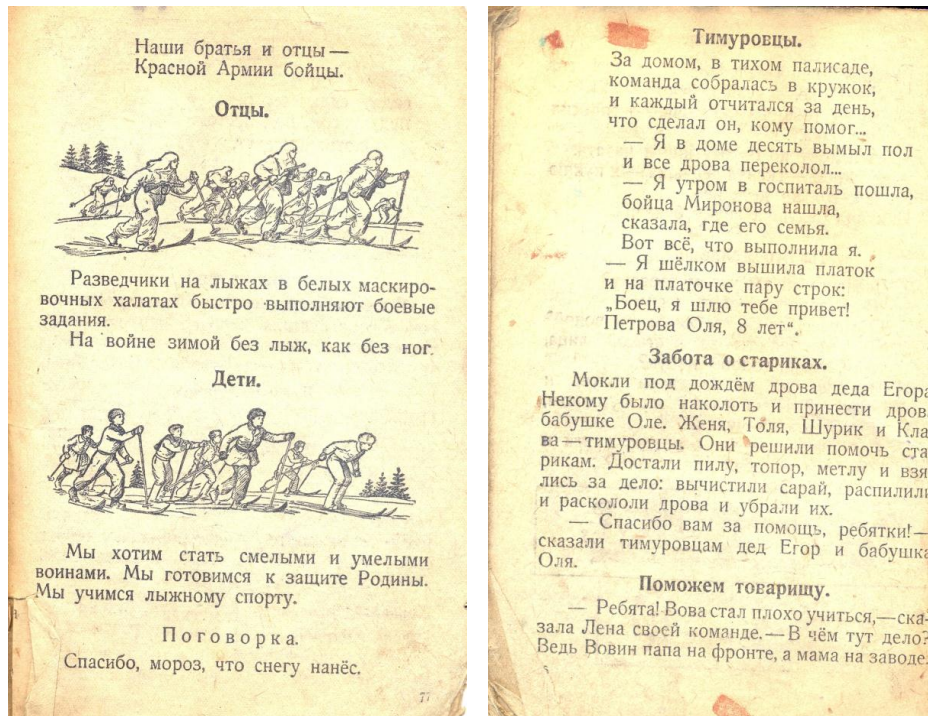 Наши братья и отцы —
Красной Армии бойцы.
Отцы.
Разведчики на лыжах в белых маскиро-
вочных халатах быстро выполняют боевые
задания.
На войне зимой без лыж, как без ног.
Дети.
Мы хотим стать смелыми и умелыми
воинами. Мы готовимся к защите Родины.
Мы учимся лыжному спорту.
Поговорка.
Спасибо, мороз, что снегу нанёс.
Тимуровцы.
За домом, в тихом палисаде,
команда собралась в кружок,
и каждый отчитался за день,
что сделал он, кому помог...
— Я в доме десять вымыл пол
и все дрова переколол...
— Я утром в госпиталь пошла,
бойца Миронова нашла,
сказала, где его семья.
Вот всё, что выполнила я.
— Я шёлком вышила платок
и на платочке пару строк:
„Боец, я шлю тебе привет!
Петрова Оля, 8 лет“.
Забота о стариках.
Мокли под дождём дрова деда Егора
Некому было наколоть и принести дров
бабушке Оле. Женя, Толя, Шурик и Кла
ва — тимуровцы. Они решили помочь ста
рикам. Достали пилу, топор, метлу и взя
лись за дело: вычистили сарай, распилили
и раскололи дрова и убрали их.
— Спасибо вам за помощь, ребятки! —
сказали тимуровцам дед Егор и бабушка
Оля.
Поможем товарищу.
— Ребята! Вова стал плохо учиться, — ска-
зала Лена своей команде. — В чём тут дело?
Ведь Вовин папа на фронте, а мама на заводе.